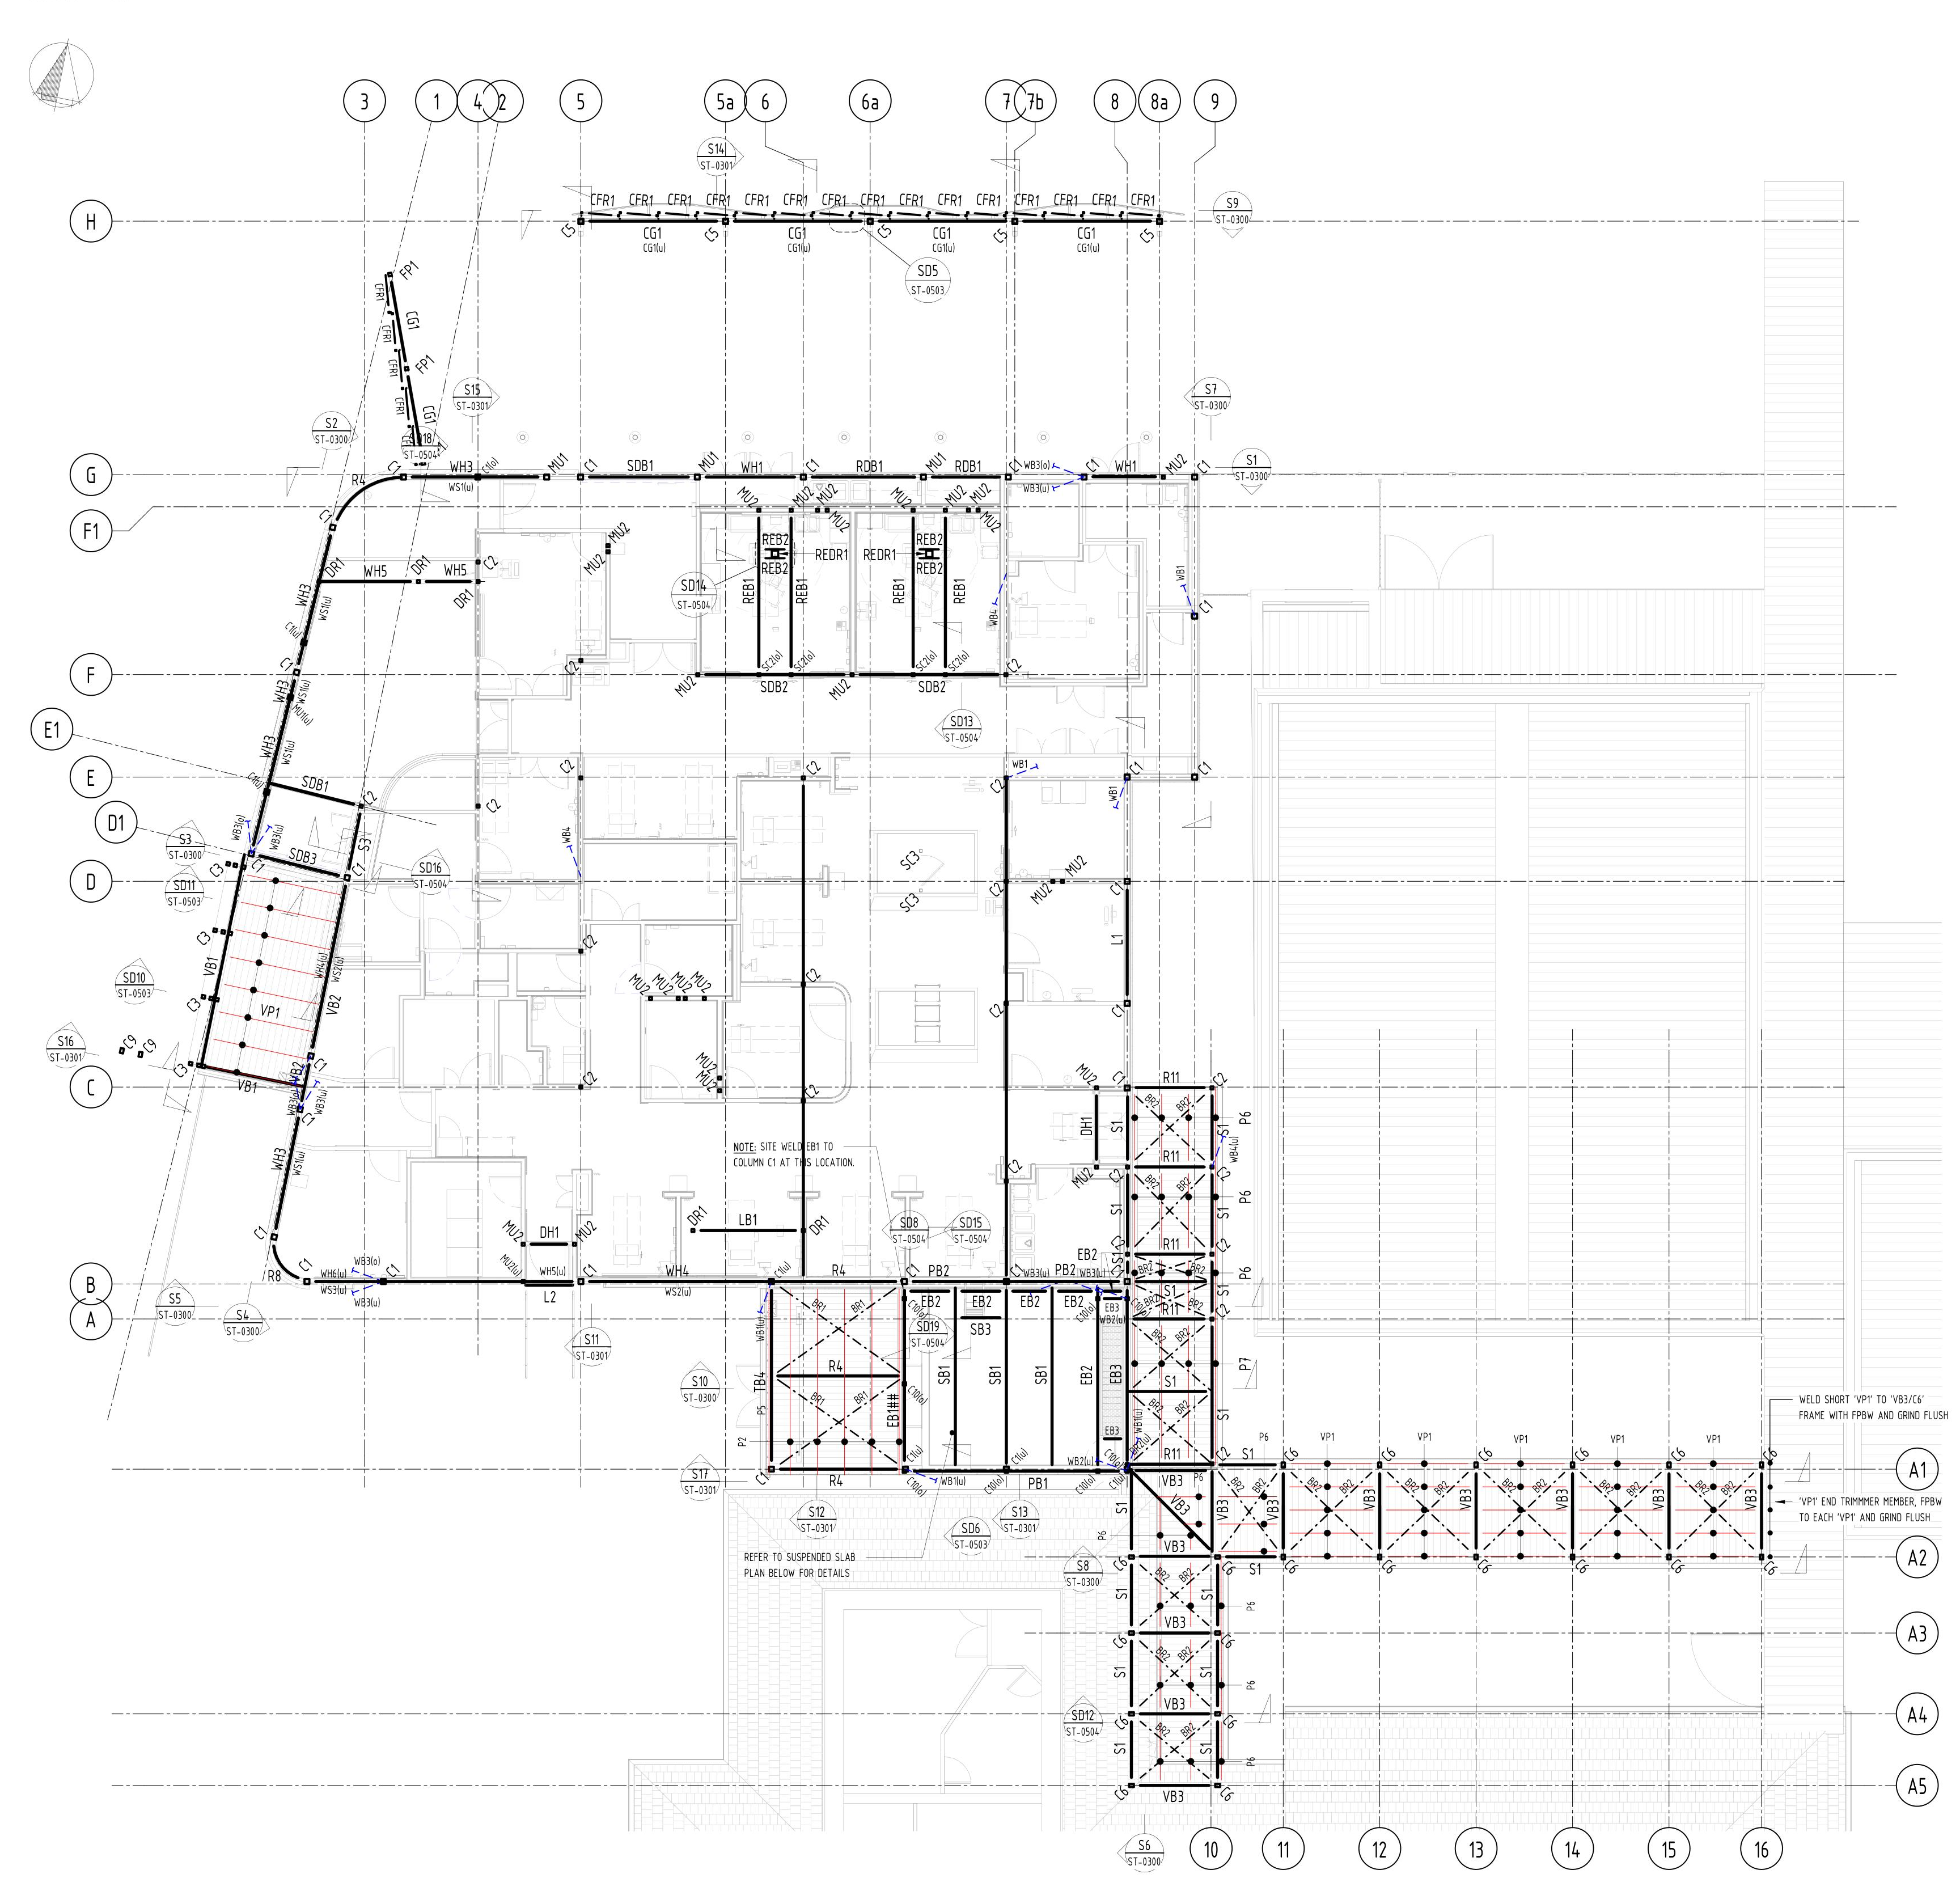 3
1
4
2
5
5a
6
6a
7
7b
8
8a
9
S14
ST-0301
H
CFR1 CFR1 CFR1 CFR1 CFR1 CFR1 CFR1 CFR1 CFR1 CFR1 CFR1 CFR1 CFR1 CFR1 CFR1
S9
ST-0300
C5 CG1 C5 CG1 C5 CG1 C5 CG1 C5
CG1(u) CG1(u) CG1(u) CG1(u)
SD5
ST-0503
FP1
CFR1
CG1
CFR1
FP1
CFR1
CFR1
CG1
S15
ST-0301
S7
ST-0300
S2
ST-0300
SD18
ST-0504
S1
ST-0300
G
C1 WH3 C1(o) MU1 C1 SDB1 MU1 WH1 C1 RDB1 MU1 RDB1 C1 WB3(o) C1 WH1 MU2 C1
R4 WS1(u) WB3(u)
F1
C1
MU2 MU2 MU2 MU2 MU2 MU2
MU2
MU2
REB2 REDR1 REDR1 REB2
REB2 REB2
C2
DR1 WH5 DR1 WH5 DR1
SD14
ST-0504
REB1 REB1 REB1 REB1
WB4
WB1
C1
WH3
WS1(u)
C1(u)
C1
F
C2
SC2(o) SC2(o) SC2(o) SC2(o)
C2
MU2 SDB2 MU2 SDB2
WH3
WS1(u)
MU1(u)
SD13
ST-0504
E1
WH3
WS1(u)
E
C1(u)
SDB1
C2
C2
C2
C2
WB1
C1
WB1
C1
D1
S3
ST-0300
WB3(o)
WB3(u)
C1
SDB3
S3
C1
SD16
ST-0504
WB4
SC3
SC3
D
SD11
ST-0503
C3
C2
MU2 MU2
C1
C3
VB1
WH4(u)
WS2(u)
VB2
C2
L1
SD10
ST-0503
C3
VP1
MU2 MU2 MU2 MU2
C2
C2
C1
S16
ST-0301
C9
C9
C3
VB1
VB2
C1
WB3(o)
WB3(u)
C1
C
MU2
MU2
C2
C2
MU2
C1
R11
C2
BR2 BR2
P6
DH1
S1
S1
WB4(u)
WH3
WS1(u)
NOTE: SITE WELD EB1 TO
COLUMN C1 AT THIS LOCATION.
MU2
R11
C2
C2
BR2 BR2
P6
S1
C1
DR1 LB1 DR1
SD8
ST-0504
SD15
ST-0504
MU2 DH1 MU2
EB2
R11
C2
P6
R8
C1
WB3(o)
WH6(u)
WS3(u)
WB3(u)
C1
MU2(u)
WH5(u)
L2
C1
WH4
WS2(u)
C1(u)
R4
C1
PB2
C1
WB3(u)
PB2
WB3(u)
S1
B
A
S5
ST-0300
S4
ST-0300
S11
ST-0301
WB1(u)
BR1 BR1
C10(o)
EB2 EB2 EB2 EB2
SB3
C10(o)
EB3
WB2(u)
R11
C2
SD19
ST-0504
S10
ST-0300
TB4
R4
C10(o)
SB1 SB1 SB1
EB2
EB3
S1
BR2 BR2
P7
P5
BR1 BR1
EB1##
S1
P2
EB3
WB1(u)
BR2(u)
BR2
S17
ST-0301
C1
R4
C1(u)
C10(o)
WB1(u)
C10(o)
C1(u)
PB1
WB2(u)
C10(o)
C1(u)
R11
C2
VB3
P6
S1
P6
C6
VP1 VP1 VP1 VP1 VP1
C6 C6 C6 C6 C6
WELD SHORT 'VP1' TO 'VB3/C6'
FRAME WITH FPBW AND GRIND FLUSH
A1
S12
ST-0301
S13
ST-0301
SD6
ST-0503
S1
VB3
VB3
BR2
VB3
BR2 BR2
VB3
BR2 BR2
VB3
BR2 BR2
VB3
BR2 BR2
VB3
BR2 BR2
VB3
'VP1' END TRIMMMER MEMBER, FPBW
TO EACH 'VP1' AND GRIND FLUSH
P6
VB3
REFER TO SUSPENDED SLAB
PLAN BELOW FOR DETAILS
S8
ST-0300
C6
C6
S1
C6 C6 C6 C6 C6 C6
A2
S1
BR2 BR2
S1
P6
VB3
C6
C6
A3
S1
BR2 BR2
S1
P6
VB3
SD12
ST-0504
C6
C6
A4
S1
BR2 BR2
S1
P6
C6
VB3
C6
A5
S6
ST-0300
10
11
12
13
14
15
16